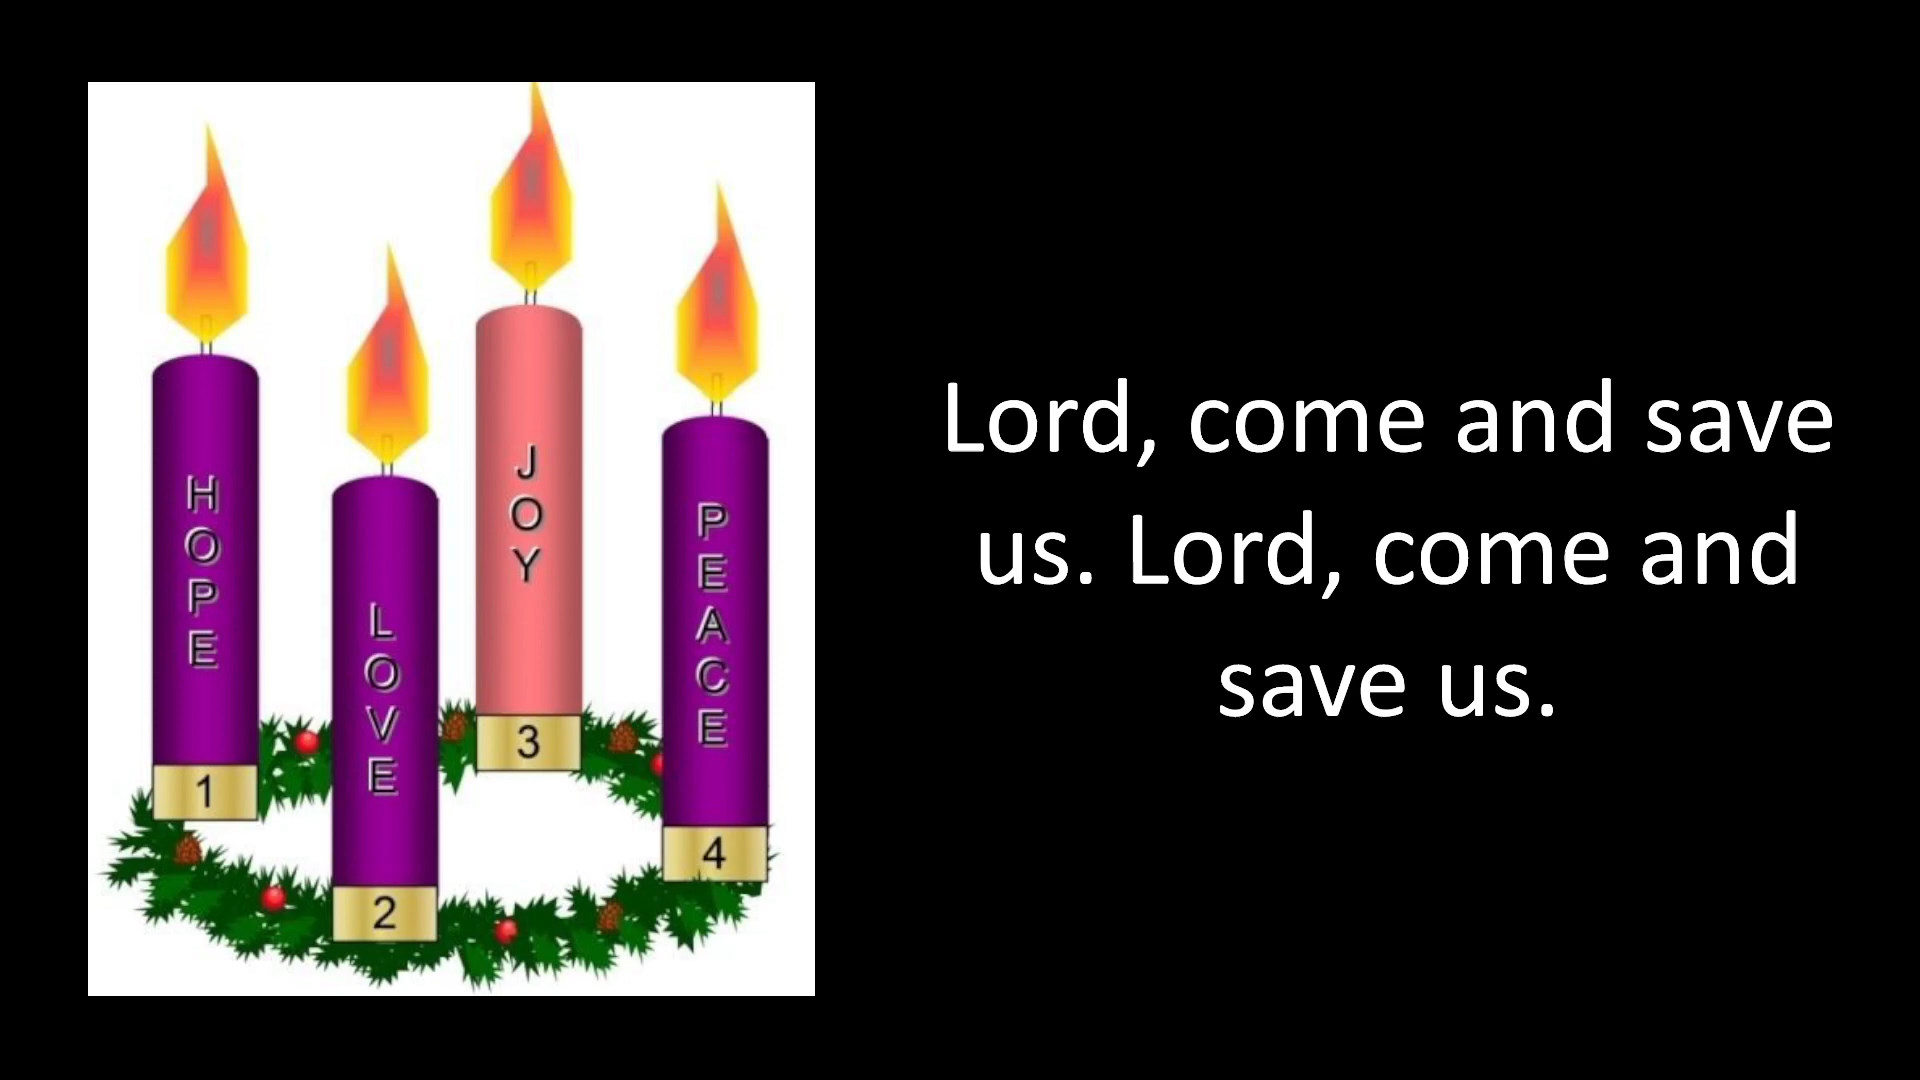 HOPE
1
LOVE
2
JOY
3
PEACE
4
Lord, come and save
us. Lord, come and
save us.